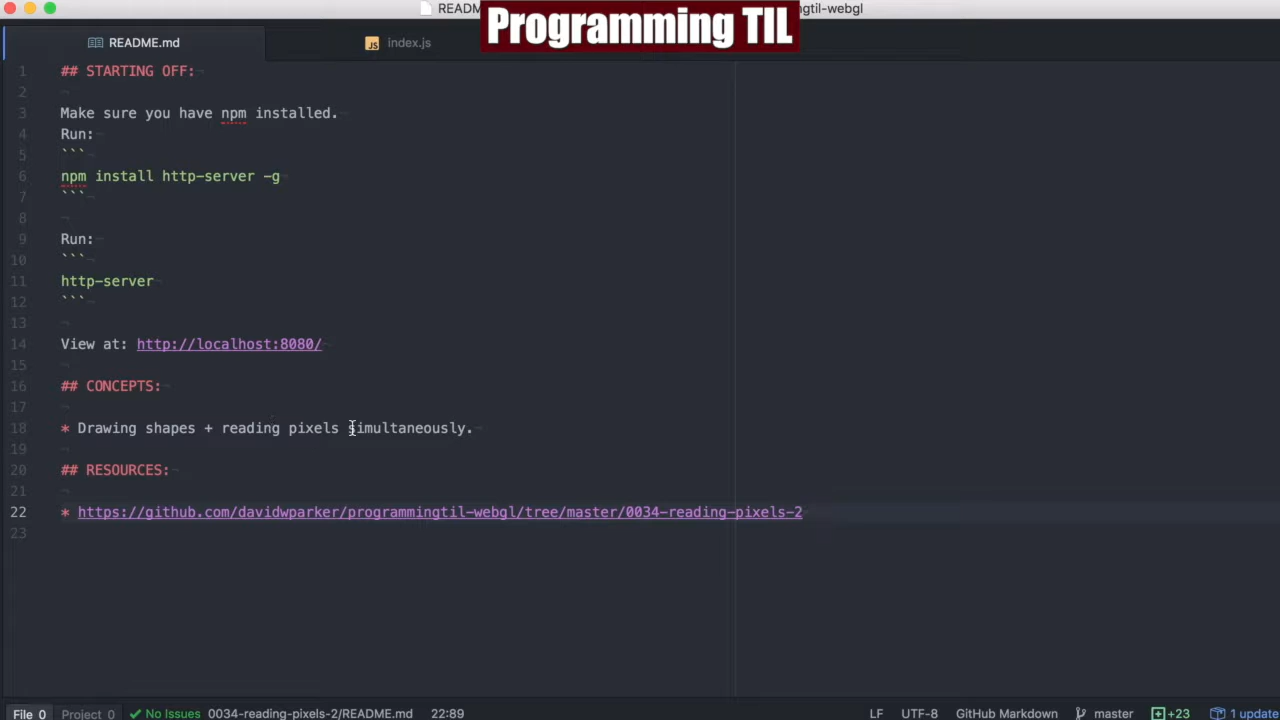 READM
Programming TIL
ngtil-webgl
README.md
JS index.js
1 ## STARTING OFF:
2
3 Make sure you have npm installed.
4 Run:
5 ```
6 npm install http-server -g
7 ```
8
9 Run:
10 ```
11 http-server
12 ```
13
14 View at: http://localhost:8080/
15
16 ## CONCEPTS:
17
18 * Drawing shapes + reading pixels simultaneously.
19
20 ## RESOURCES:
21
22 * https://github.com/davidwparker/programmingtil-webgl/tree/master/0034-reading-pixels-2
23
File 0 Project 0 No Issues 0034-reading-pixels-2/README.md 22:89 LF UTF-8 GitHub Markdown master +23 1 update